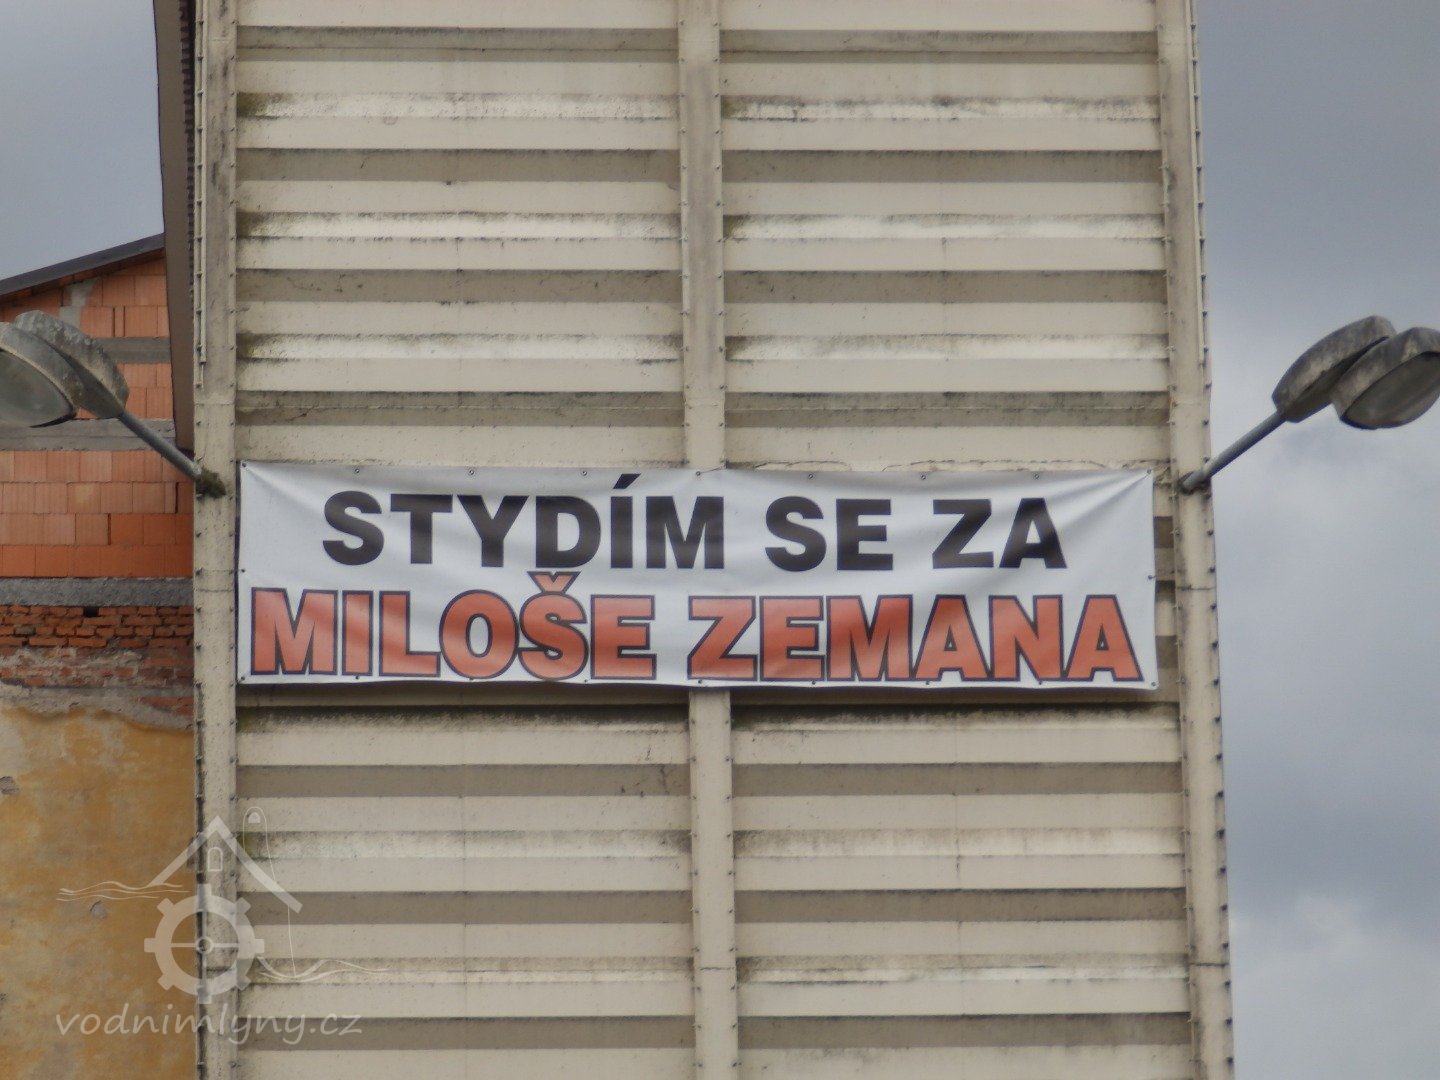 STYDÍM SE ZA
MILOŠE ZEMANA
vodnimlyny.cz